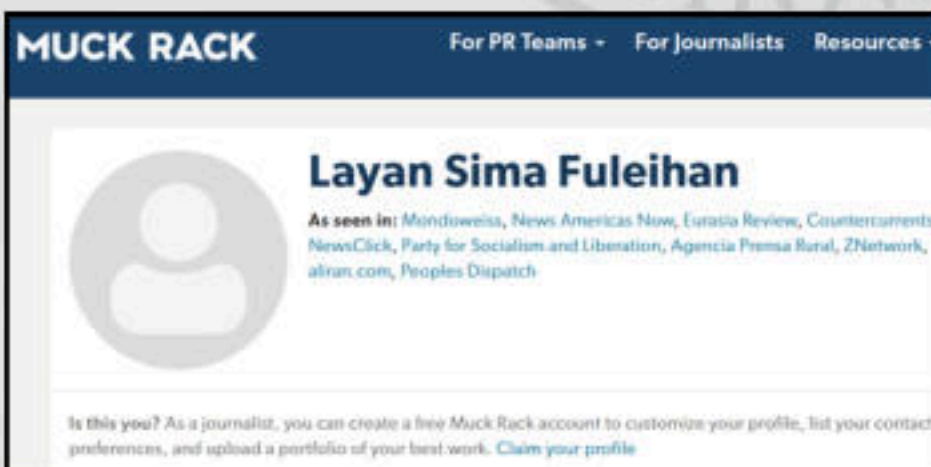 MUCK RACK
For PR Teams For Journalists Resources
Layan Sima Fuleihan
As seen in: Mondoweiss, News Americas Now, Eurasia Review, Countercurrents
NewsClick, Party for Socialism and Liberation, Agencia Prensa Rural, ZNetwork,
aliran.com, Peoples Dispatch
Is this you? As a journalist, you can create a free Muck Rack account to customize your profile, list your contact
preferences, and upload a portfolio of your best work. Claim your profile